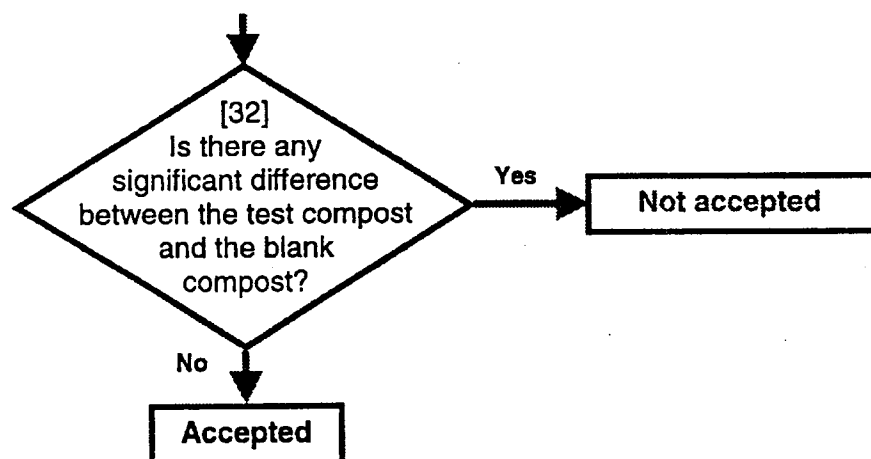 [32]
Is there any
significant difference
between the test compost
and the blank
compost?
Yes
Not accepted
No
Accepted